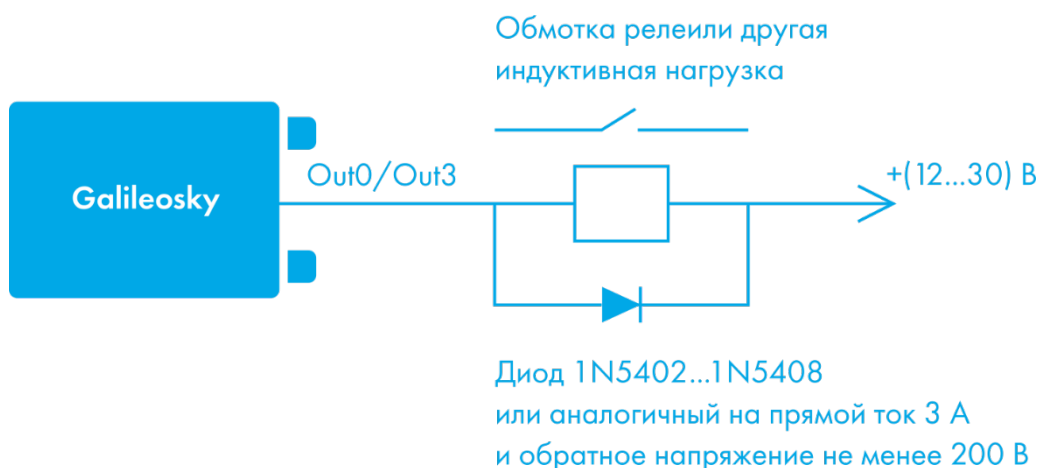 Обмотка релеили другая
индуктивная нагрузка
Galileosky
Out0/Out3
+(12...30) В
Диод 1N5402...1N5408
или аналогичный на прямой ток 3 А
и обратное напряжение не менее 200 В